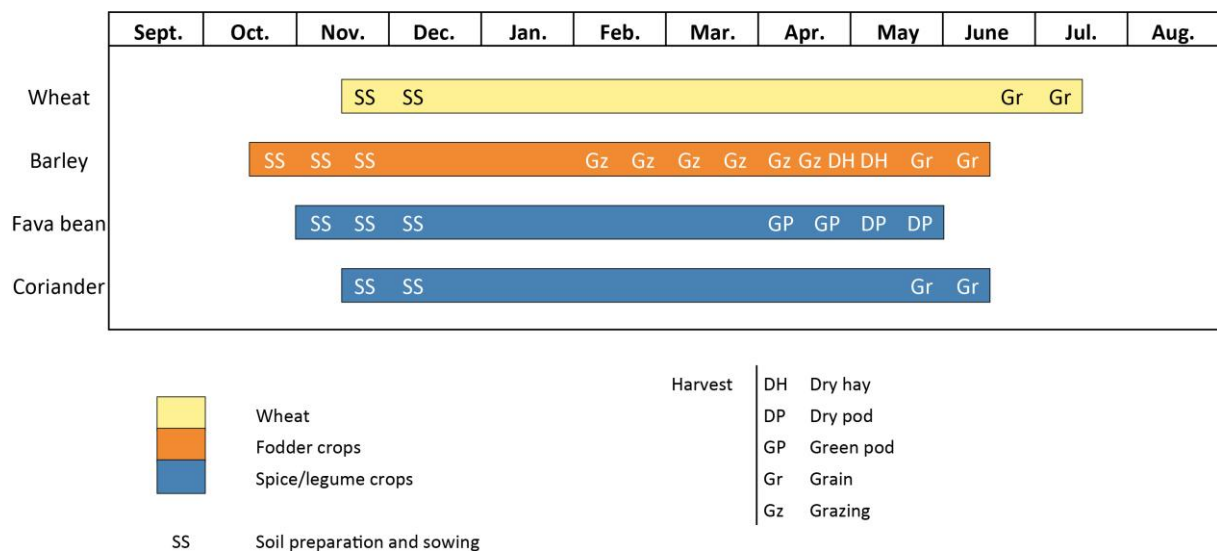 Sept. Oct. Nov. Dec. Jan. Feb. Mar. Apr. May June Jul. Aug.
Wheat SS SS Gr Gr
Barley SS SS SS Gz Gz Gz Gz Gz Gz DH DH Gr Gr
Fava bean SS SS SS GP GP DP DP
Coriander SS SS Gr Gr
Harvest DH Dry hay
Wheat DP Dry pod
Fodder crops GP Green pod
Spice/legume crops Gr Grain
Gz Grazing
SS Soil preparation and sowing